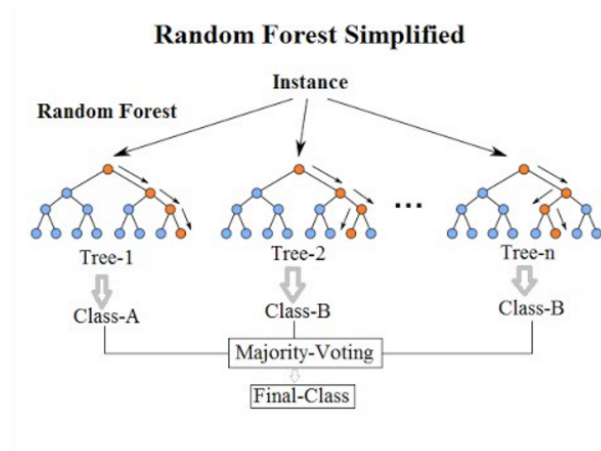 Random Forest Simplified
Instance
Random Forest
...
Tree-1 Tree-2 Tree-n
Class-A Class-B Class-B
Majority-Voting
Final-Class